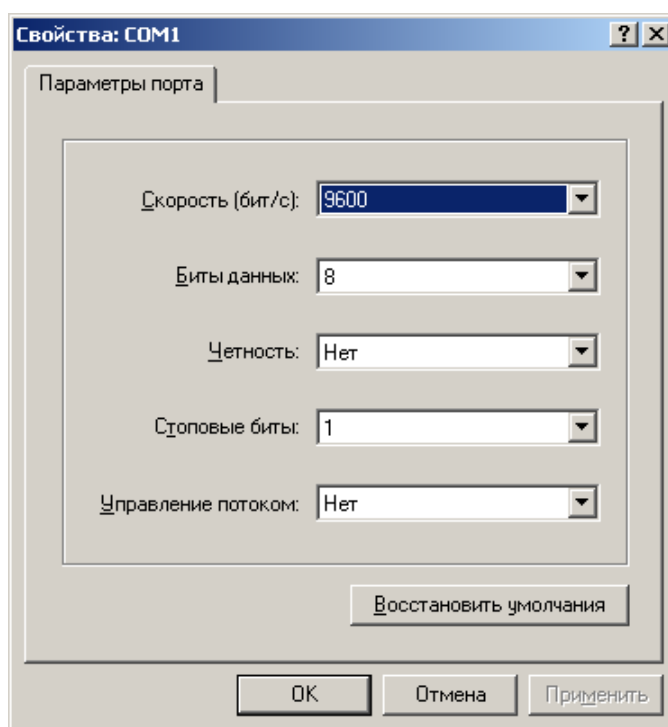 Свойства: COM1
Параметры порта
Скорость (бит/с): 9600
Биты данных: 8
Четность: Нет
Стоповые биты: 1
Управление потоком: Нет
Восстановить умолчания
OK Отмена Применить